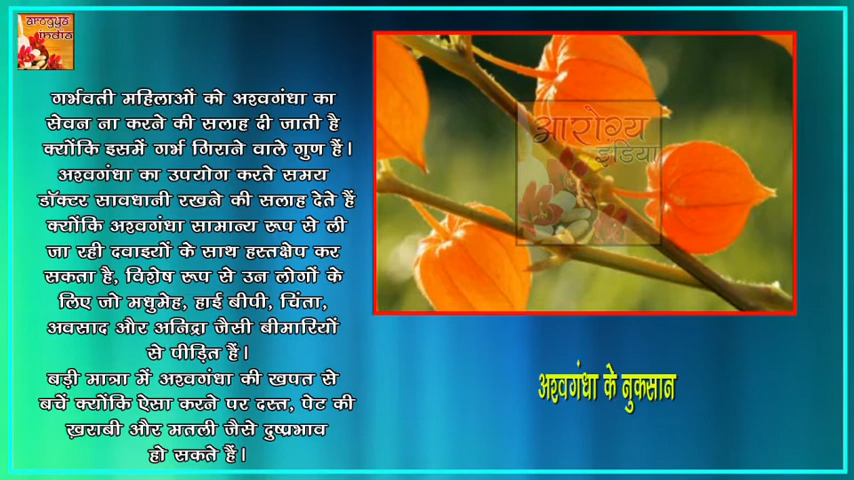 arogya
india
गर्भवती महिलाओं को अश्वगंधा का
सेवन ना करने की सलाह दी जाती है
क्योंकि इसमें गर्भ गिराने वाले गुण हैं।
अश्वगंधा का उपयोग करते समय
डॉक्टर सावधानी रखने की सलाह देते हैं
क्योंकि अश्वगंधा सामान्य रूप से ली
जा रही दवाइयों के साथ हस्तक्षेप कर
सकता है, विशेष रूप से उन लोगों के
लिए जो मधुमेह, हाई बीपी, चिंता,
अवसाद और अनिद्रा जैसी बीमारियों
से पीड़ित हैं।
बड़ी मात्रा में अश्वगंधा की खपत से
बचें क्योंकि ऐसा करने पर दस्त, पेट की
ख़राबी और मतली जैसे दुष्प्रभाव
हो सकते हैं।
आरोग्य
इंडिया
अश्वगंधा के नुकसान